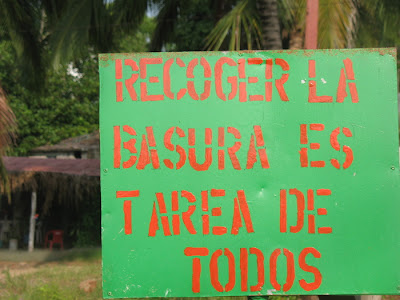 RECOGER LA
BASURA ES
TAREA DE
TODOS